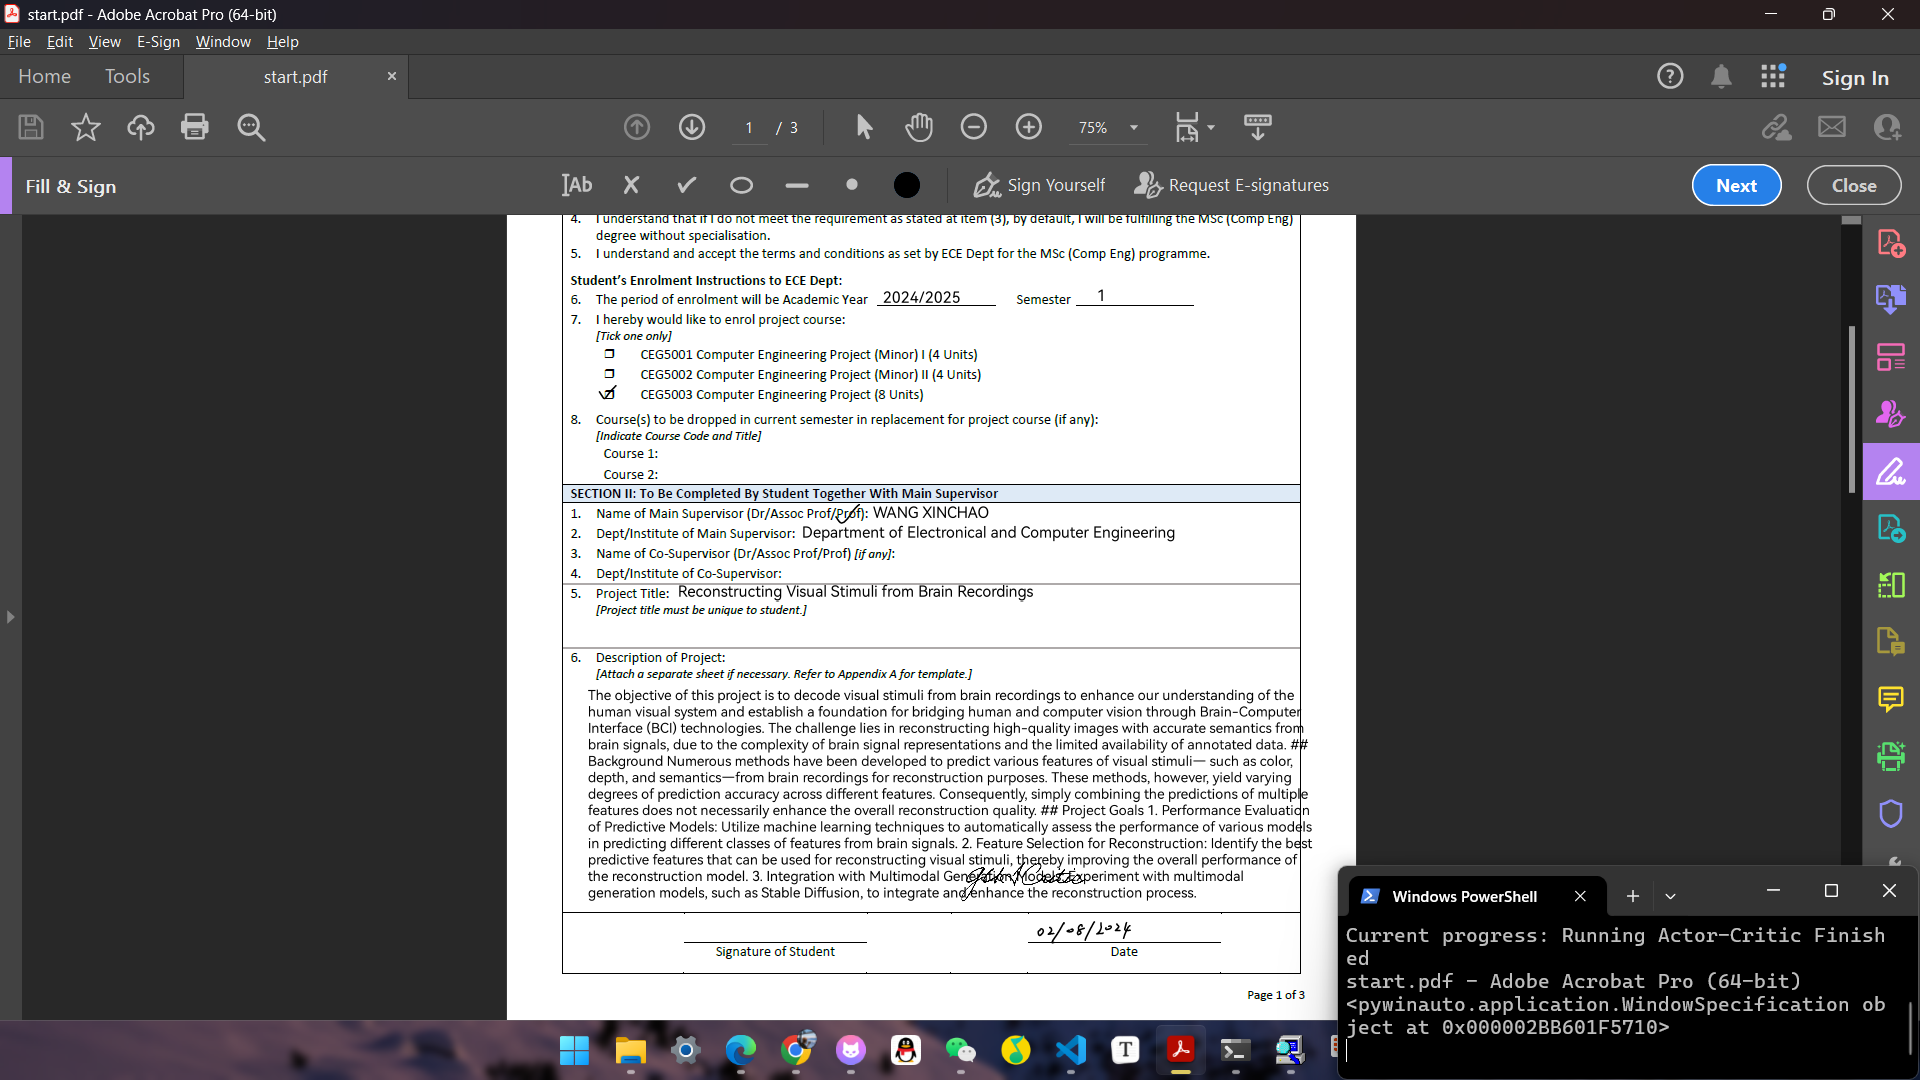 start.pdf - Adobe Acrobat Pro (64-bit)
File Edit View E-Sign Window Help
Home Tools start.pdf Sign In
1 / 3 75%
Fill & Sign Ab Sign Yourself Request E-signatures Next Close
4. I understand that if I do not meet the requirement as stated at item (3), by default, I will be fulfilling the MSc (Comp Eng)
degree without specialisation.
5. I understand and accept the terms and conditions as set by ECE Dept for the MSc (Comp Eng) programme.
Student's Enrolment Instructions to ECE Dept:
6. The period of enrolment will be Academic Year 2024/2025 Semester 1
7. I hereby would like to enrol project course:
[Tick one only]
CEG5001 Computer Engineering Project (Minor) I (4 Units)
CEG5002 Computer Engineering Project (Minor) II (4 Units)
CEG5003 Computer Engineering Project (8 Units)
8. Course(s) to be dropped in current semester in replacement for project course (if any):
[Indicate Course Code and Title]
Course 1:
Course 2:
SECTION II: To Be Completed By Student Together With Main Supervisor
1. Name of Main Supervisor (Dr/Assoc Prof/Prof): WANG XINCHAO
2. Dept/Institute of Main Supervisor: Department of Electronical and Computer Engineering
3. Name of Co-Supervisor (Dr/Assoc Prof/Prof) [if any]:
4. Dept/Institute of Co-Supervisor:
5. Project Title: Reconstructing Visual Stimuli from Brain Recordings
[Project title must be unique to student.]
6. Description of Project:
[Attach a separate sheet if necessary. Refer to Appendix A for template.]
The objective of this project is to decode visual stimuli from brain recordings to enhance our understanding of the
human visual system and establish a foundation for bridging human and computer vision through Brain-Computer
Interface (BCI) technologies. The challenge lies in reconstructing high-quality images with accurate semantics from
brain signals, due to the complexity of brain signal representations and the limited availability of annotated data. ##
Background Numerous methods have been developed to predict various features of visual stimuli— such as color,
depth, and semantics—from brain recordings for reconstruction purposes. These methods, however, yield varying
degrees of prediction accuracy across different features. Consequently, simply combining the predictions of multiple
features does not necessarily enhance the overall reconstruction quality. ## Project Goals 1. Performance Evaluation
of Predictive Models: Utilize machine learning techniques to automatically assess the performance of various models
in predicting different classes of features from brain signals. 2. Feature Selection for Reconstruction: Identify the best
predictive features that can be used for reconstructing visual stimuli, thereby improving the overall performance of
the reconstruction model. 3. Integration with Multimodal Generation Models: Experiment with multimodal
generation models, such as Stable Diffusion, to integrate and enhance the reconstruction process.
02/08/2024
Signature of Student Date
Page 1 of 3
Windows PowerShell
Current progress: Running Actor-Critic Finish
ed
start.pdf - Adobe Acrobat Pro (64-bit)
<pywinauto.application.WindowSpecification ob
ject at 0x000002BB601F5710>